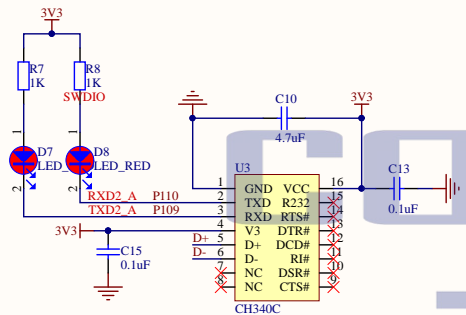 3V3
R7
1K
R8
1K
SWDIO
1
D7
LED_
2
1
D8
LED_RED
2
RXD2_A P110
TXD2_A P109
3V3
C10
4.7uF
3V3
C13
0.1uF
C15
0.1uF
D+
D-
U3
1 GND VCC 16
2 TXD R232 15
3 RXD RTS# 14
4 V3 DTR# 13
5 D+ DCD# 12
6 D- RI# 11
7 NC DSR# 10
8 NC CTS# 9
CH340C